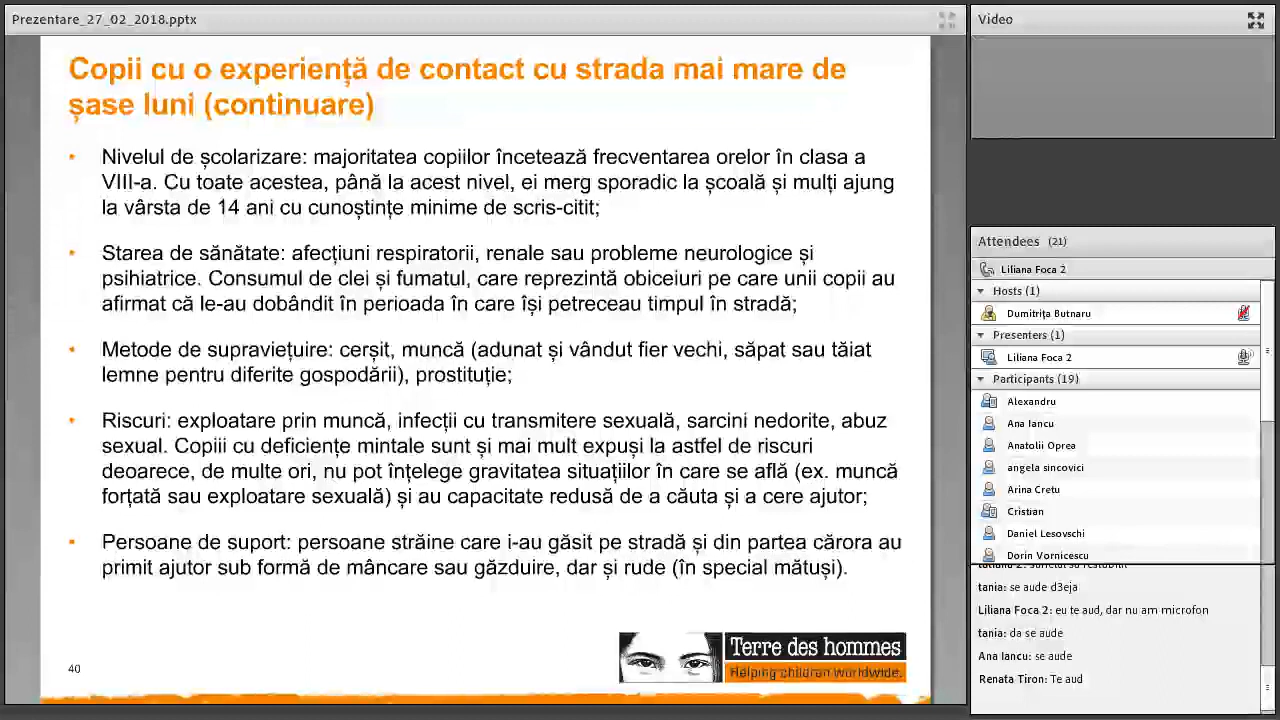 Prezentare_27_02_2018.pptx
Copii cu o experiență de contact cu strada mai mare de
șase luni (continuare)
• Nivelul de școlarizare: majoritatea copiilor încetează frecventarea orelor în clasa a
VIII-a. Cu toate acestea, până la acest nivel, ei merg sporadic la școală și mulți ajung
la vârsta de 14 ani cu cunoștințe minime de scris-citit;
• Starea de sănătate: afecțiuni respiratorii, renale sau probleme neurologice și
psihiatrice. Consumul de clei și fumatul, care reprezintă obiceiuri pe care unii copii au
afirmat că le-au dobândit în perioada în care își petreceau timpul în stradă;
• Metode de supraviețuire: cerșit, muncă (adunat și vândut fier vechi, săpat sau tăiat
lemne pentru diferite gospodării), prostituție;
• Riscuri: exploatare prin muncă, infecții cu transmitere sexuală, sarcini nedorite, abuz
sexual. Copiii cu deficiențe mintale sunt și mai mult expuși la astfel de riscuri
deoarece, de multe ori, nu pot înțelege gravitatea situațiilor în care se află (ex. muncă
forțată sau exploatare sexuală) și au capacitate redusă de a căuta și a cere ajutor;
• Persoane de suport: persoane străine care i-au găsit pe stradă și din partea cărora au
primit ajutor sub formă de mâncare sau găzduire, dar și rude (în special mătuși).
40
Terre des hommes
Helping children worldwide.
Video
Attendees (21)
Liliana Foca 2
Hosts (1)
Dumitrița Butnaru
Presenters (1)
Liliana Foca 2
Participants (19)
Alexandru
Ana Iancu
Anatolii Oprea
angela sincovici
Arina Cretu
Cristian
Daniel Lesovschi
Dorin Vornicescu
tania: se aude d3eja
Liliana Foca 2: eu te aud, dar nu am microfon
tania: da se aude
Ana Iancu: se aude
Renata Tiron: Te aud